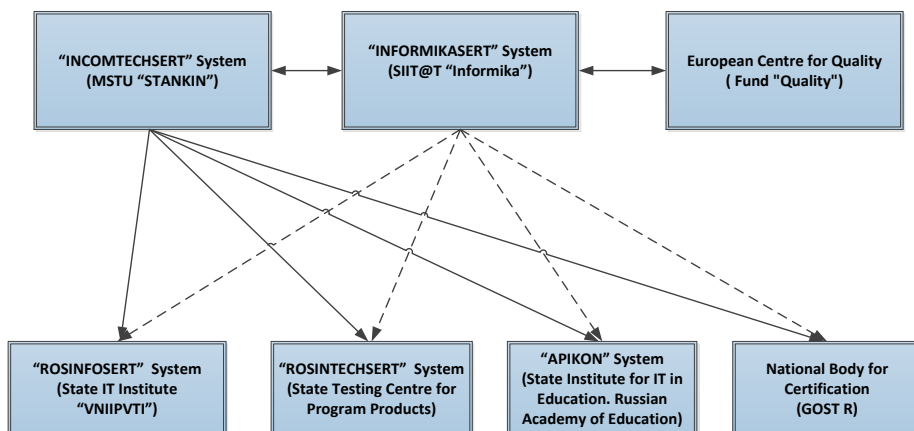 “INCOMTECHSERT” System
(MSTU “STANKIN”)
“INFORMIKASERT” System
(SIIT@T “Informika”)
European Centre for Quality
( Fund "Quality")
“ROSINFOSERT”  System
(State IT Institute
“VNIIPVTI”)
“ROSINTECHSERT”  System
(State Testing Centre for
Program Products)
“APIKON” System
(State Institute for IT in
Education. Russian
Academy of Education)
National Body for
Certification
(GOST R)